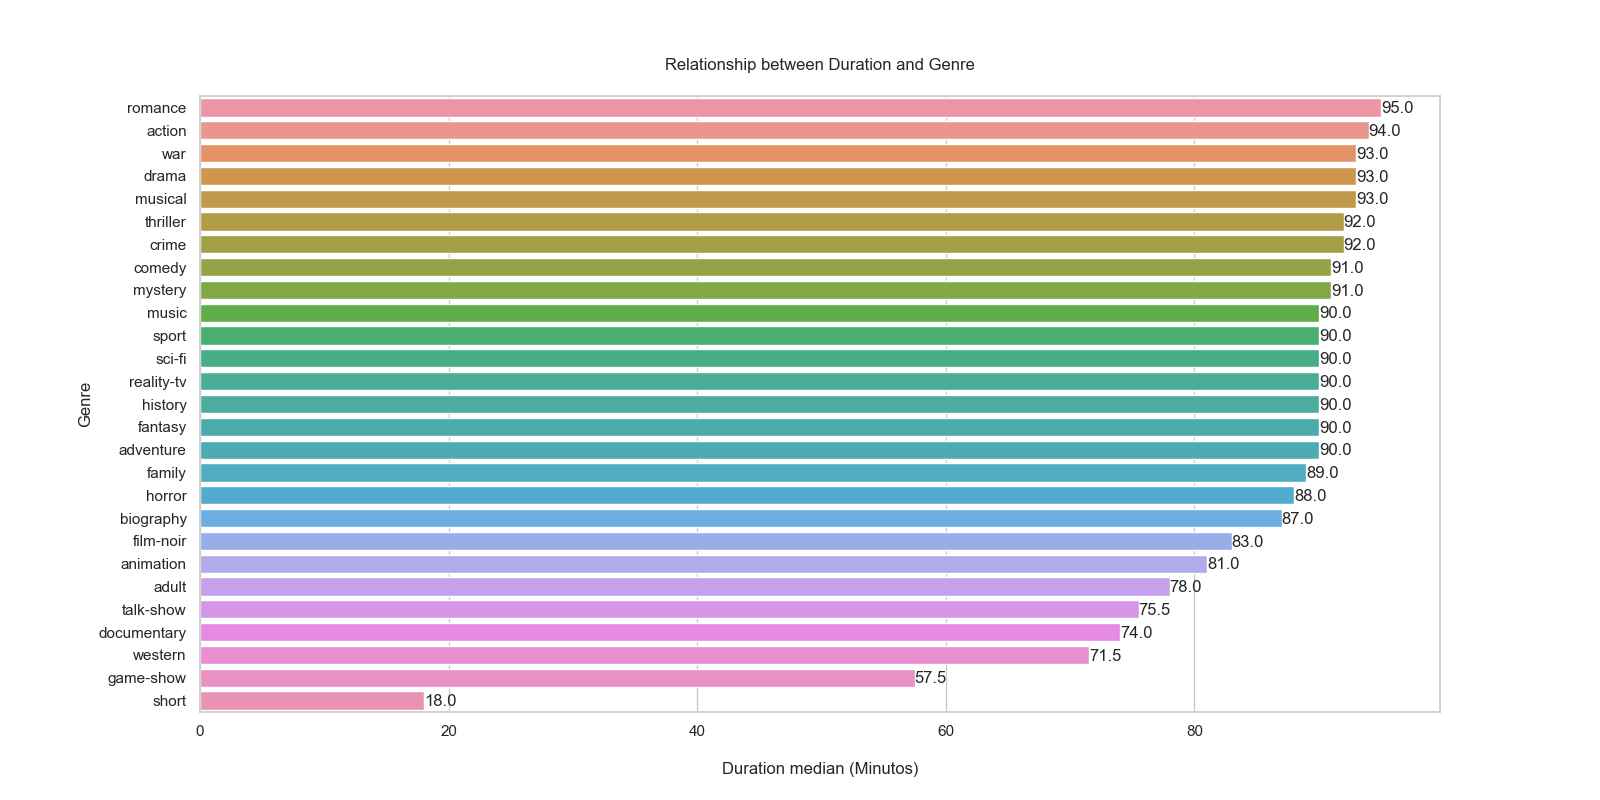 Relationship between Duration and Genre
romance 95.0
action 94.0
war 93.0
drama 93.0
musical 93.0
thriller 92.0
crime 92.0
comedy 91.0
mystery 91.0
music 90.0
sport 90.0
sci-fi 90.0
reality-tv 90.0
history 90.0
fantasy 90.0
adventure 90.0
family 89.0
horror 88.0
biography 87.0
film-noir 83.0
animation 81.0
adult 78.0
talk-show 75.5
documentary 74.0
western 71.5
game-show 57.5
short 18.0
Genre
0 20 40 60 80
Duration median (Minutos)